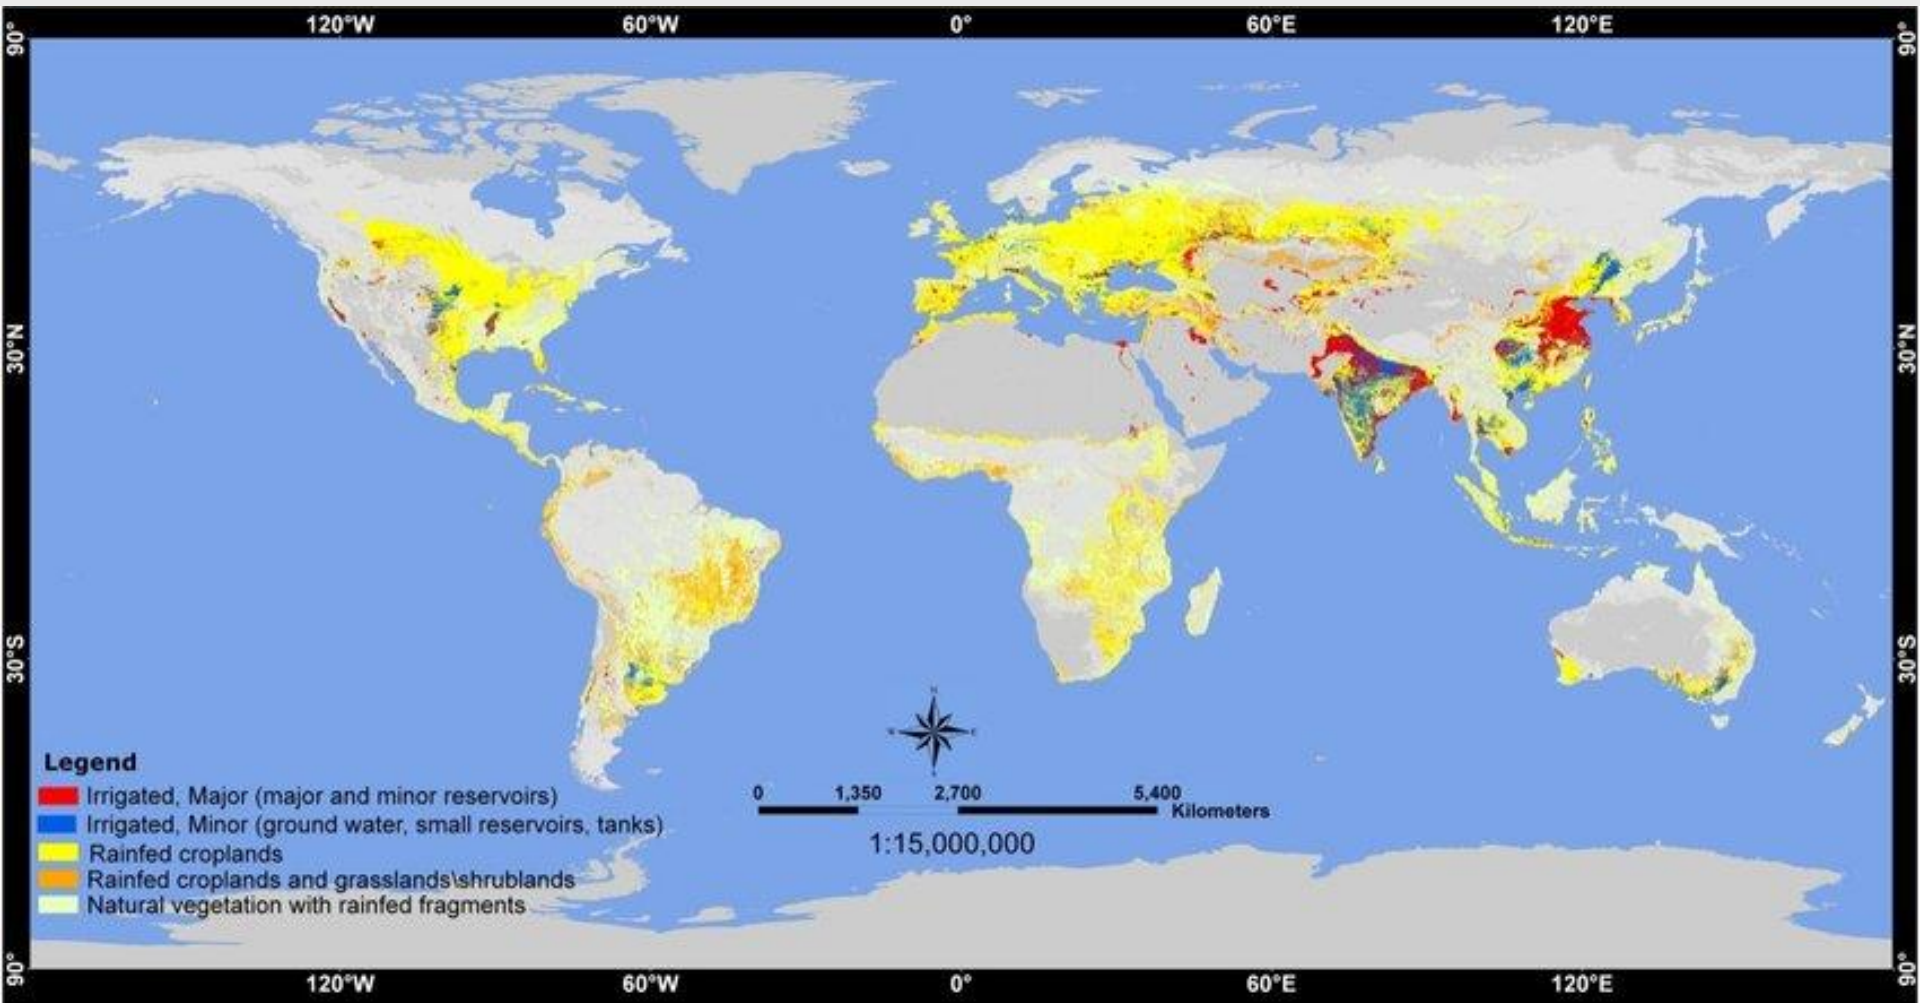 120°W 60°W 0° 60°E 120°E
90° 90°
30°N 30°N
30°S 30°S
N
Legend
Irrigated, Major (major and minor reservoirs)
Irrigated, Minor (ground water, small reservoirs, tanks)
Rainfed croplands
Rainfed croplands and grasslands\shrublands
Natural vegetation with rainfed fragments
0 1,350 2,700 5,400
Kilometers
1:15,000,000
90° 90°
120°W 60°W 0° 60°E 120°E